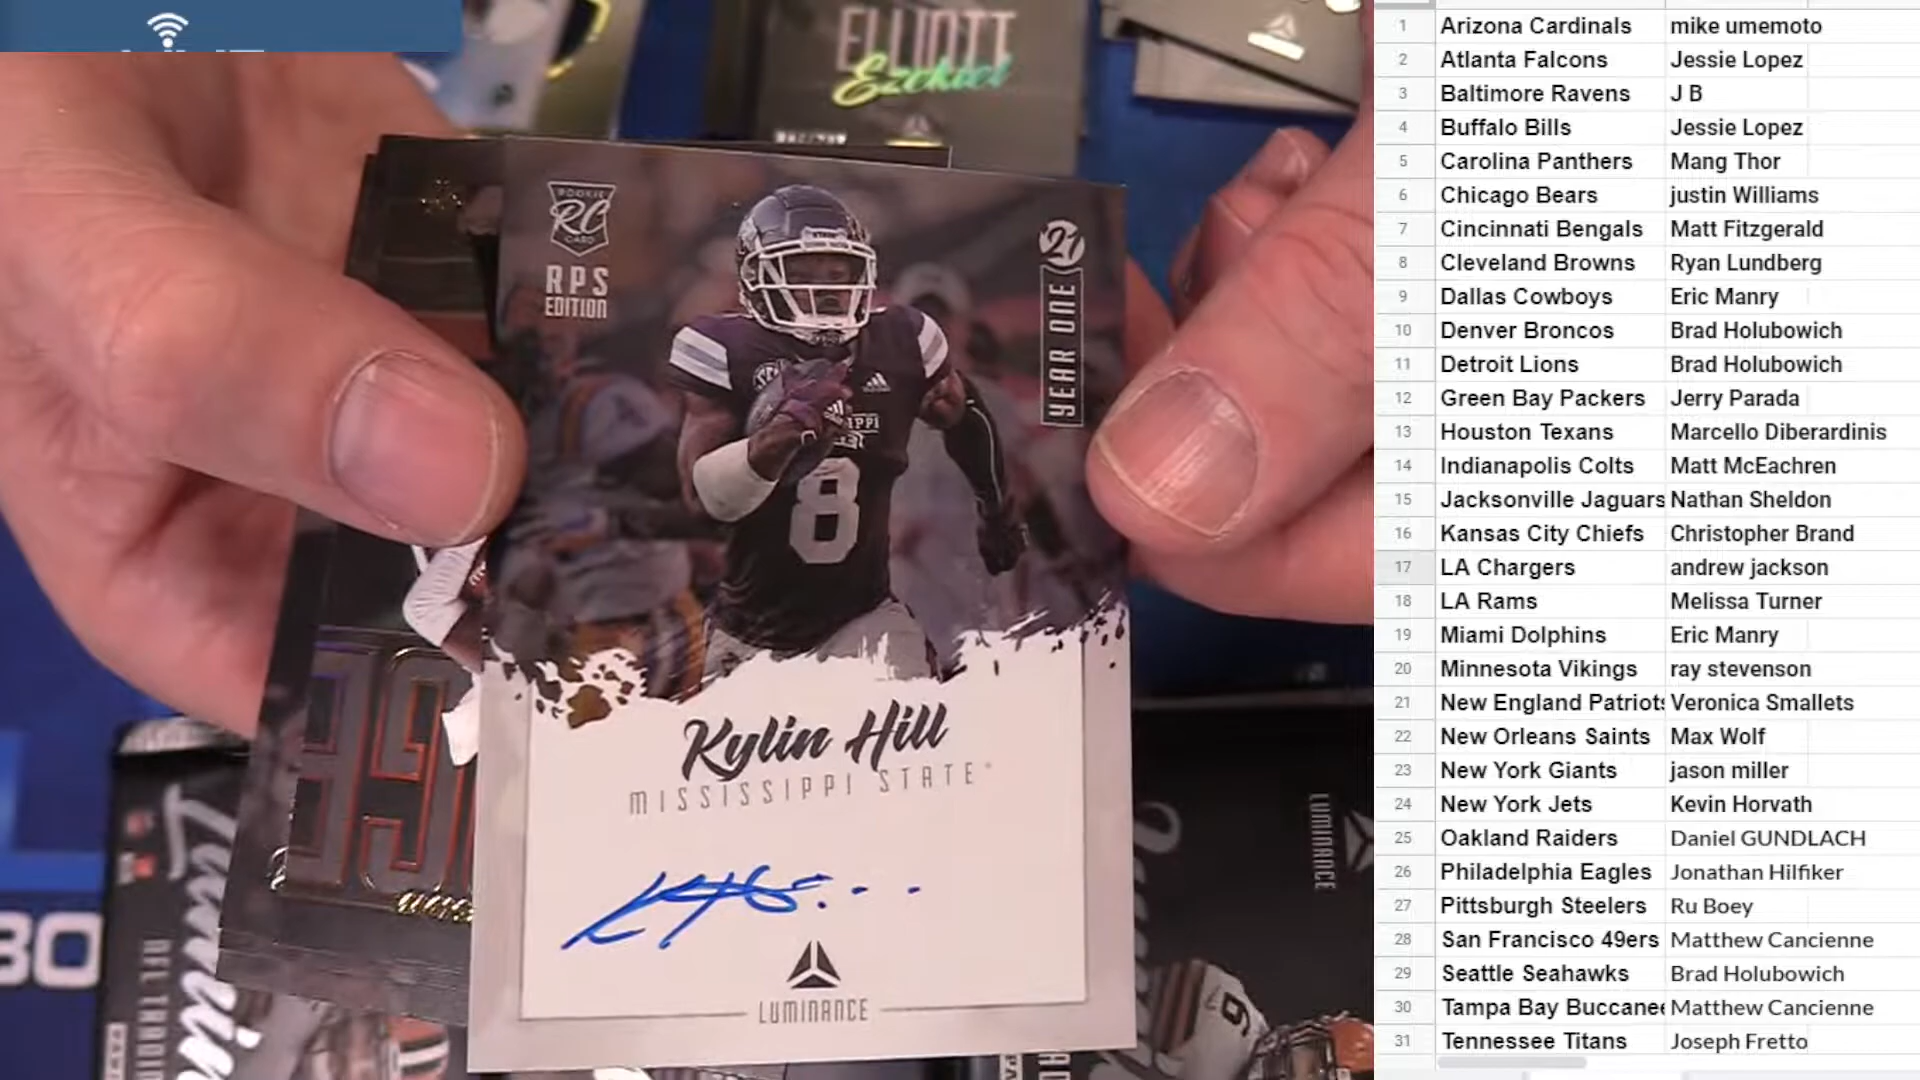 ELLIOTT
Ezekiel
ROOKIE
RC
CARD
RPS
EDITION
21
YEAR ONE
8
Kylin Hill
MISSISSIPPI STATE
LUMINANCE
LUMINANCE
9
30
1 Arizona Cardinals mike umemoto
2 Atlanta Falcons Jessie Lopez
3 Baltimore Ravens J B
4 Buffalo Bills Jessie Lopez
5 Carolina Panthers Mang Thor
6 Chicago Bears justin Williams
7 Cincinnati Bengals Matt Fitzgerald
8 Cleveland Browns Ryan Lundberg
9 Dallas Cowboys Eric Manry
10 Denver Broncos Brad Holubowich
11 Detroit Lions Brad Holubowich
12 Green Bay Packers Jerry Parada
13 Houston Texans Marcello Diberardinis
14 Indianapolis Colts Matt McEachren
15 Jacksonville Jaguars Nathan Sheldon
16 Kansas City Chiefs Christopher Brand
17 LA Chargers andrew jackson
18 LA Rams Melissa Turner
19 Miami Dolphins Eric Manry
20 Minnesota Vikings ray stevenson
21 New England Patriots Veronica Smallets
22 New Orleans Saints Max Wolf
23 New York Giants jason miller
24 New York Jets Kevin Horvath
25 Oakland Raiders Daniel GUNDLACH
26 Philadelphia Eagles Jonathan Hilfiker
27 Pittsburgh Steelers Ru Boey
28 San Francisco 49ers Matthew Cancienne
29 Seattle Seahawks Brad Holubowich
30 Tampa Bay Buccanee Matthew Cancienne
31 Tennessee Titans Joseph Fretto